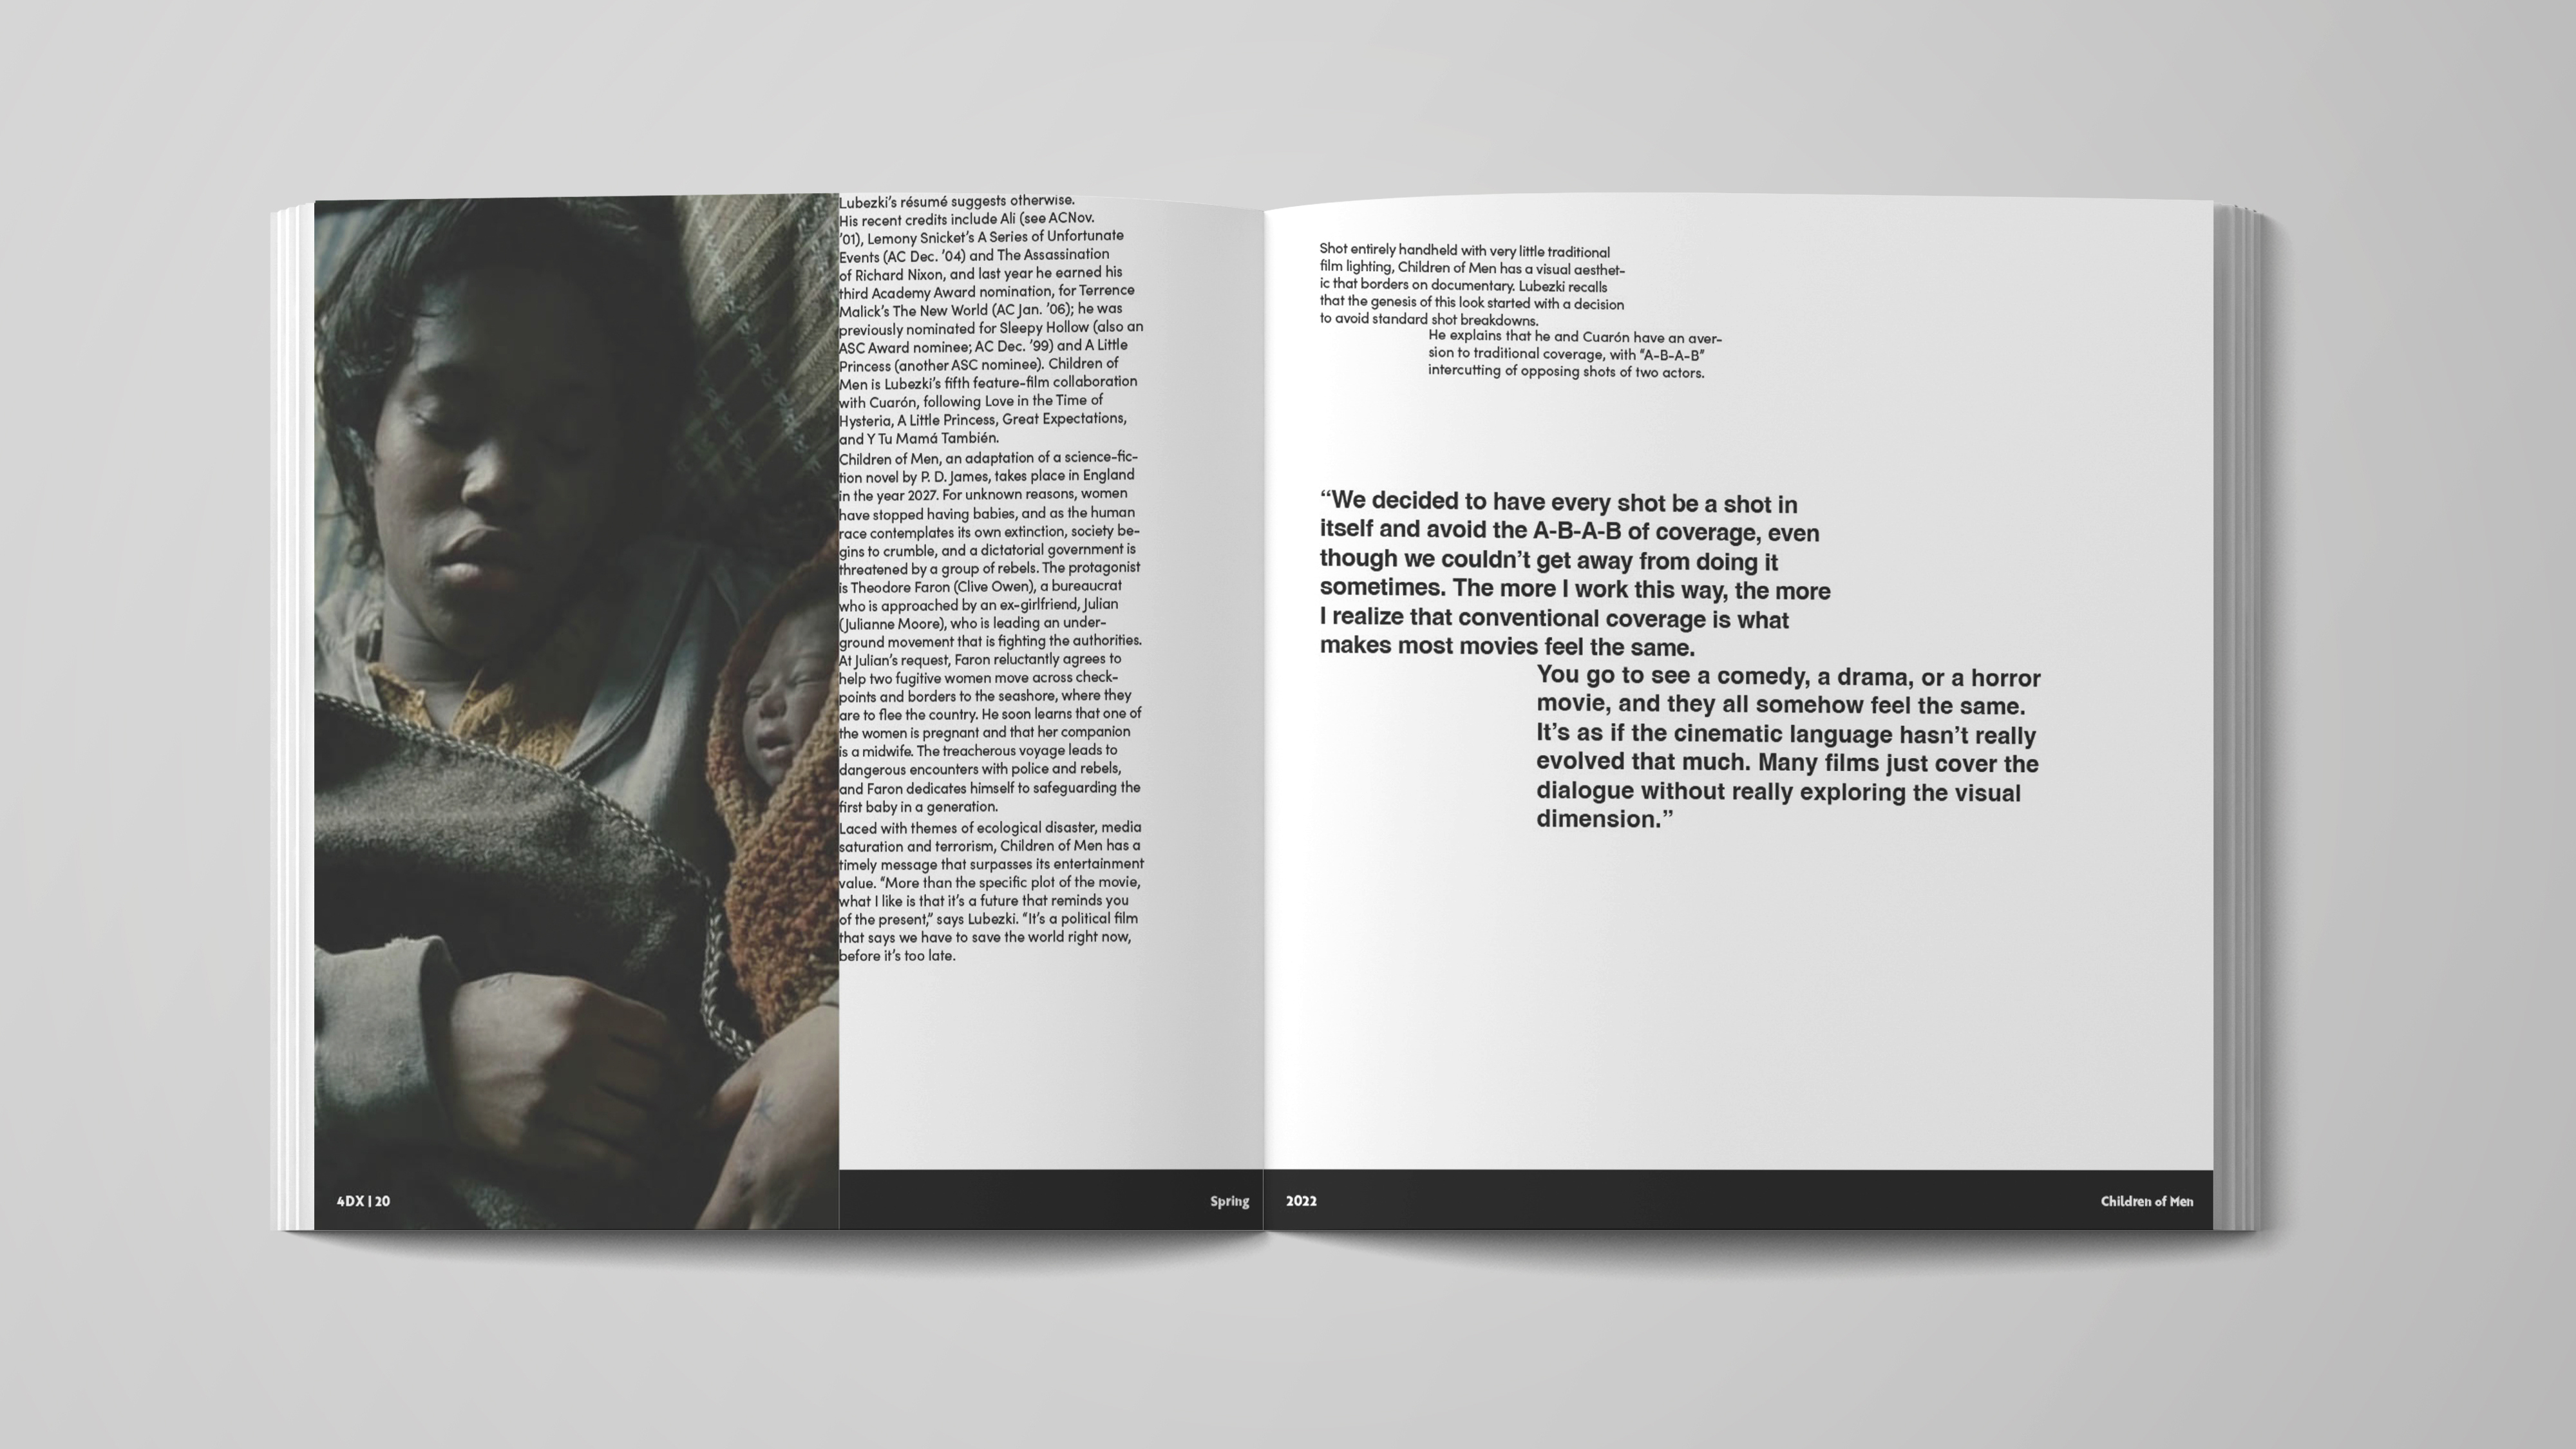 Lubezki’s résumé suggests otherwise.
His recent credits include Ali (see ACNov.
’01), Lemony Snicket’s A Series of Unfortunate
Events (AC Dec. ’04) and The Assassination
of Richard Nixon, and last year he earned his
third Academy Award nomination, for Terrence
Malick’s The New World (AC Jan. ’06); he was
previously nominated for Sleepy Hollow (also an
ASC Award nominee; AC Dec. ’99) and A Little
Princess (another ASC nominee). Children of
Men is Lubezki’s fifth feature-film collaboration
with Cuarón, following Love in the Time of
Hysteria, A Little Princess, Great Expectations,
and Y Tu Mamá También.
Children of Men, an adaptation of a science-fic-
tion novel by P. D. James, takes place in England
in the year 2027. For unknown reasons, women
have stopped having babies, and as the human
race contemplates its own extinction, society be-
gins to crumble, and a dictatorial government is
threatened by a group of rebels. The protagonist
is Theodore Faron (Clive Owen), a bureaucrat
who is approached by an ex-girlfriend, Julian
(Julianne Moore), who is leading an under-
ground movement that is fighting the authorities.
At Julian’s request, Faron reluctantly agrees to
help two fugitive women move across check-
points and borders to the seashore, where they
are to flee the country. He soon learns that one of
the women is pregnant and that her companion
is a midwife. The treacherous voyage leads to
dangerous encounters with police and rebels,
and Faron dedicates himself to safeguarding the
first baby in a generation.
Laced with themes of ecological disaster, media
saturation and terrorism, Children of Men has a
timely message that surpasses its entertainment
value. “More than the specific plot of the movie,
what I like is that it’s a future that reminds you
of the present,” says Lubezki. “It’s a political film
that says we have to save the world right now,
before it’s too late.
4DX | 20
Spring
Shot entirely handheld with very little traditional
film lighting, Children of Men has a visual aesthet-
ic that borders on documentary. Lubezki recalls
that the genesis of this look started with a decision
to avoid standard shot breakdowns.
He explains that he and Cuarón have an aver-
sion to traditional coverage, with “A-B-A-B”
intercutting of opposing shots of two actors.
“We decided to have every shot be a shot in
itself and avoid the A-B-A-B of coverage, even
though we couldn’t get away from doing it
sometimes. The more I work this way, the more
I realize that conventional coverage is what
makes most movies feel the same.
You go to see a comedy, a drama, or a horror
movie, and they all somehow feel the same.
It’s as if the cinematic language hasn’t really
evolved that much. Many films just cover the
dialogue without really exploring the visual
dimension.”
2022
Children of Men